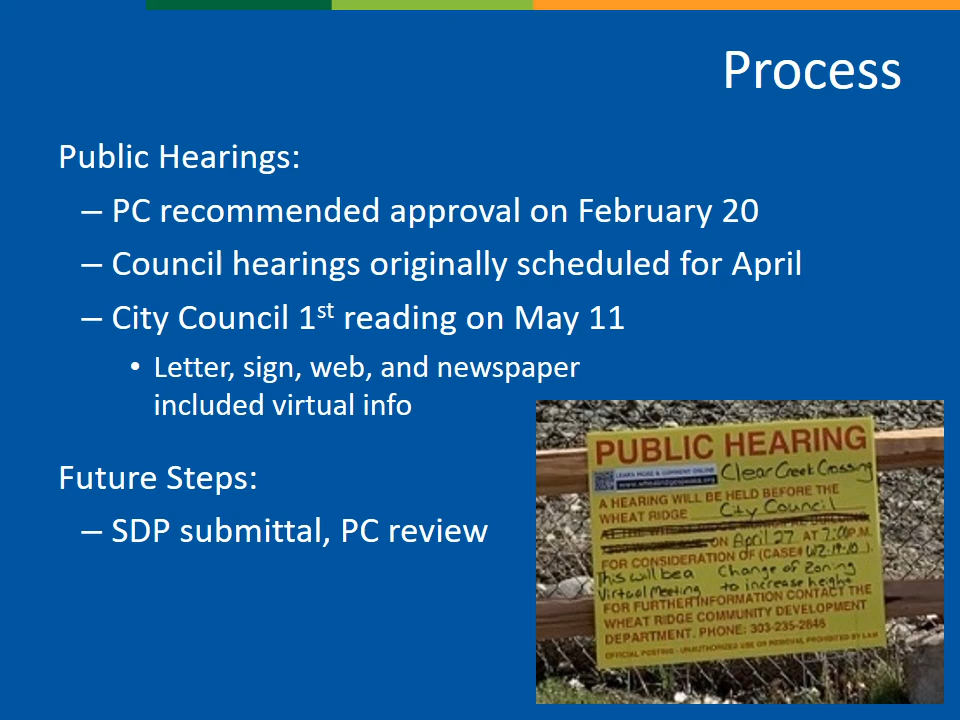 Process
Public Hearings:
– PC recommended approval on February 20
– Council hearings originally scheduled for April
– City Council 1st reading on May 11
• Letter, sign, web, and newspaper
included virtual info
Future Steps:
– SDP submittal, PC review
PUBLIC HEARING
LEARN MORE & COMMENT ONLINE
www.wheatridgespeaks.org
Clear Creek Crossing
A HEARING WILL BE HELD BEFORE THE
WHEAT RIDGE City Council
ON April 27 AT 7:00 P.M.
FOR CONSIDERATION OF (CASE# WZ-19-10).
This will be a Change of Zoning
Virtual Meeting to increase height
FOR FURTHER INFORMATION CONTACT THE
WHEAT RIDGE COMMUNITY DEVELOPMENT
DEPARTMENT. PHONE: 303-235-2846
OFFICIAL POSTING - UNAUTHORIZED USE OR REMOVAL PROHIBITED BY LAW